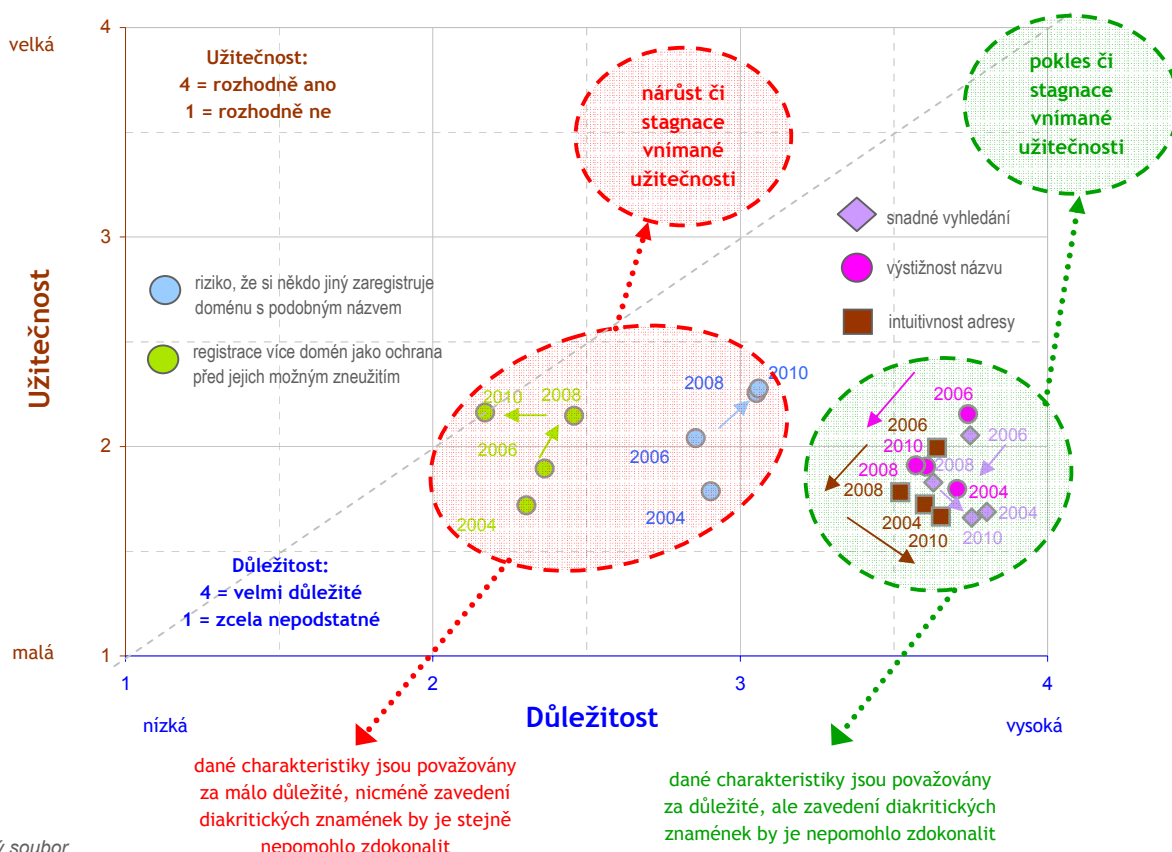 velká
4
Užitečnost:
4 = rozhodně ano
1 = rozhodně ne
nárůst či
stagnace
vnímané
užitečnosti
pokles či
stagnace
vnímané
užitečnosti
snadné vyhledání
výstižnost názvu
intuitivnost adresy
3
Užitečnost
riziko, že si někdo jiný zaregistruje
doménu s podobným názvem
registrace více domén jako ochrana
před jejich možným zneužitím
2010
2008
2006
2004
2008
2010
2006
2004
2006
2006
2006
2010
2008
2008
2008
2004
2004
2004
2010
2010
2
Důležitost:
4 = velmi důležité
1 = zcela nepodstatné
malá
1
1
2
3
4
nízká
Důležitost
vysoká
dané charakteristiky jsou považovány
za málo důležité, nicméně zavedení
diakritických znamének by je stejně
nepomohlo zdokonalit
dané charakteristiky jsou považovány
za důležité, ale zavedení diakritických
znamének by je nepomohlo zdokonalit
soubor